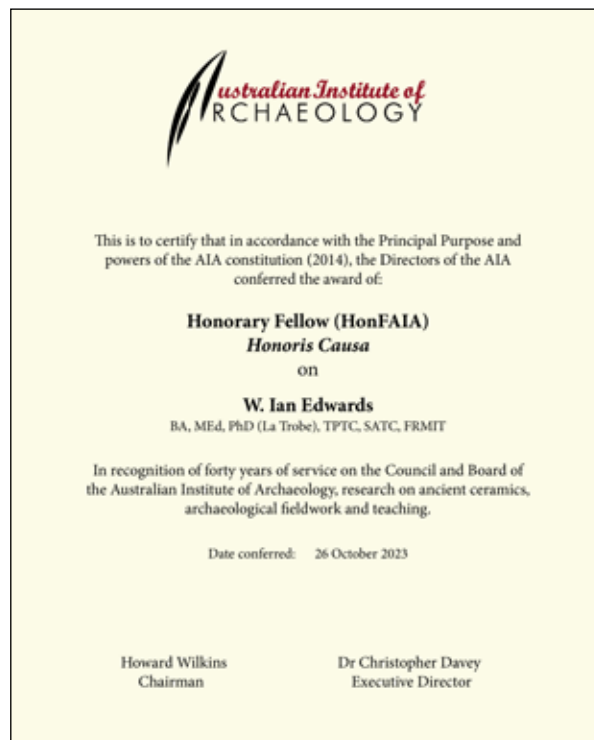 Australian Institute of
ARCHAEOLOGY
This is to certify that in accordance with the Principal Purpose and
powers of the AIA constitution (2014), the Directors of the AIA
conferred the award of:
Honorary Fellow (HonFAIA)
Honoris Causa
on
W. Ian Edwards
BA, MEd, PhD (La Trobe), TPTC, SATC, FRMIT
In recognition of forty years of service on the Council and Board of
the Australian Institute of Archaeology, research on ancient ceramics,
archaeological fieldwork and teaching.
Date conferred: 26 October 2023
Howard Wilkins Dr Christopher Davey
Chairman Executive Director